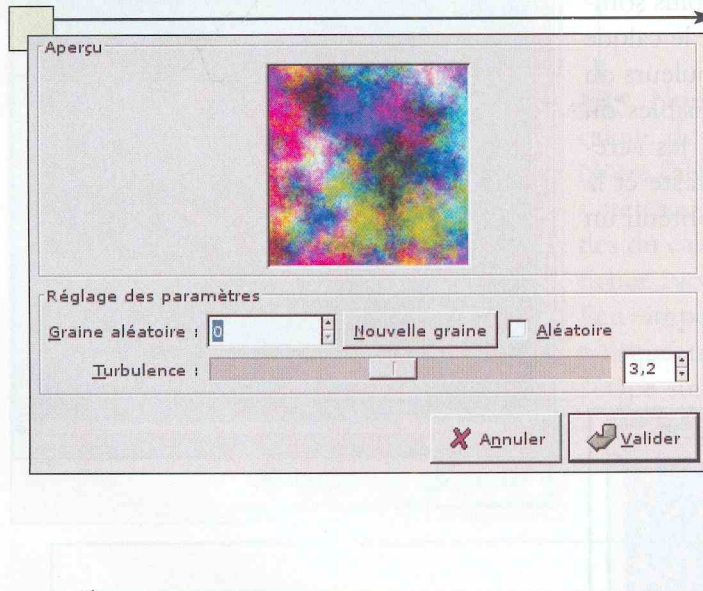 Aperçu
Réglage des paramètres
Graine aléatoire : 0 Nouvelle graine Aléatoire
Turbulence : 3,2
Annuler Valider